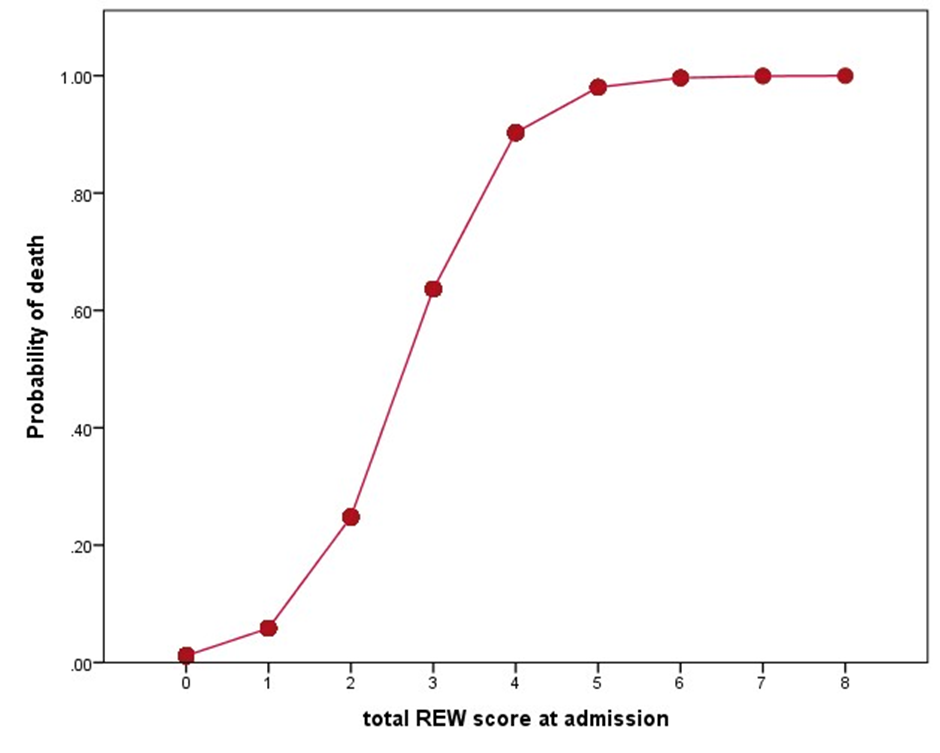 1.00
.80
.60
.40
.20
.00
Probability of death
0 1 2 3 4 5 6 7 8
total REW score at admission